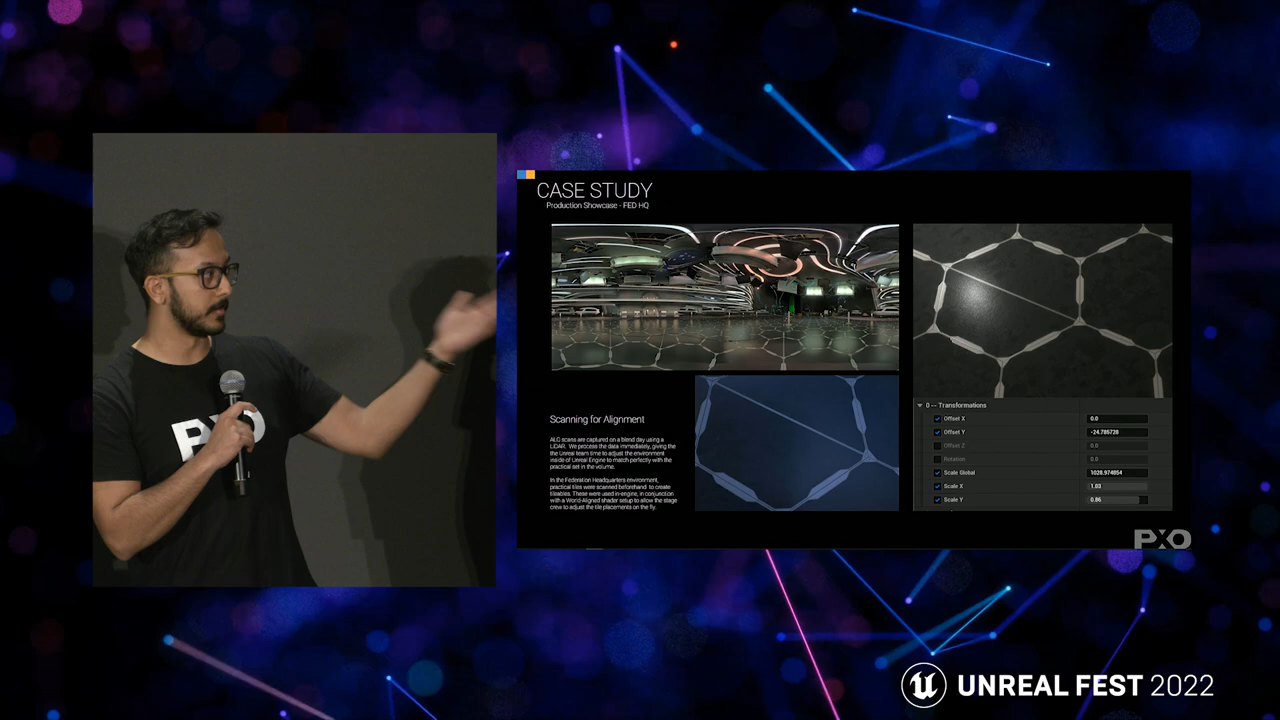 CASE STUDY
Production Showcase - FED HQ
Scanning for Alignment
ALG scans are captured on a blend day using a
LiDAR. We process the data immediately, giving
the Unreal team time to adjust the environment
inside of Unreal Engine to match perfectly with the
practical set in the volume.
In the Federation Headquarters environment,
practical tiles were scanned beforehand to create
tileables. These were used in-engine, in conjunction
with a World-Aligned shader setup to allow the stage
crew to adjust the tile placements on the fly.
0 -- Transformations
Offset X
0.0
Offset Y
-24.785728
Offset Z
0.0
Rotation
0.0
Scale Global
1028.974854
Scale X
1.03
Scale Y
0.86
PXO
PXO
UNREAL FEST 2022